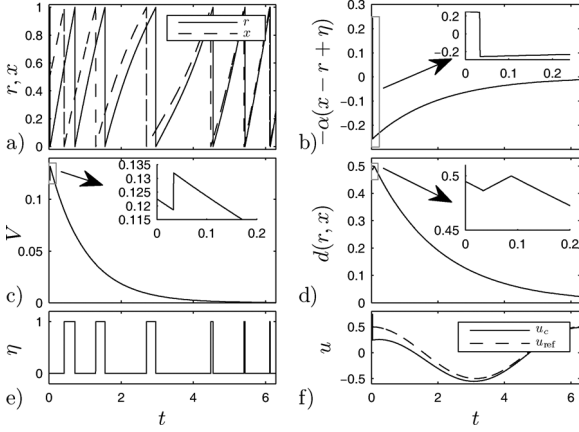 1
0.8
0.6
0.4
0.2
0
r, x
r
x
a)
0.2
0.1
0
−0.1
−0.2
−α(x − r + η)
0.2
0
−0.2
0
0.1
0.2
b)
0.1
0.05
0
V
0.135
0.13
0.125
0.12
0.115
0
0.1
0.2
c)
0.5
0.4
0.3
0.2
0.1
0
d(r, x)
0.5
0.45
0
0.1
0.2
d)
1
0
η
0
2
4
6
t
e)
0.5
0
−0.5
u
u_c
u_ref
0
2
4
6
t
f)